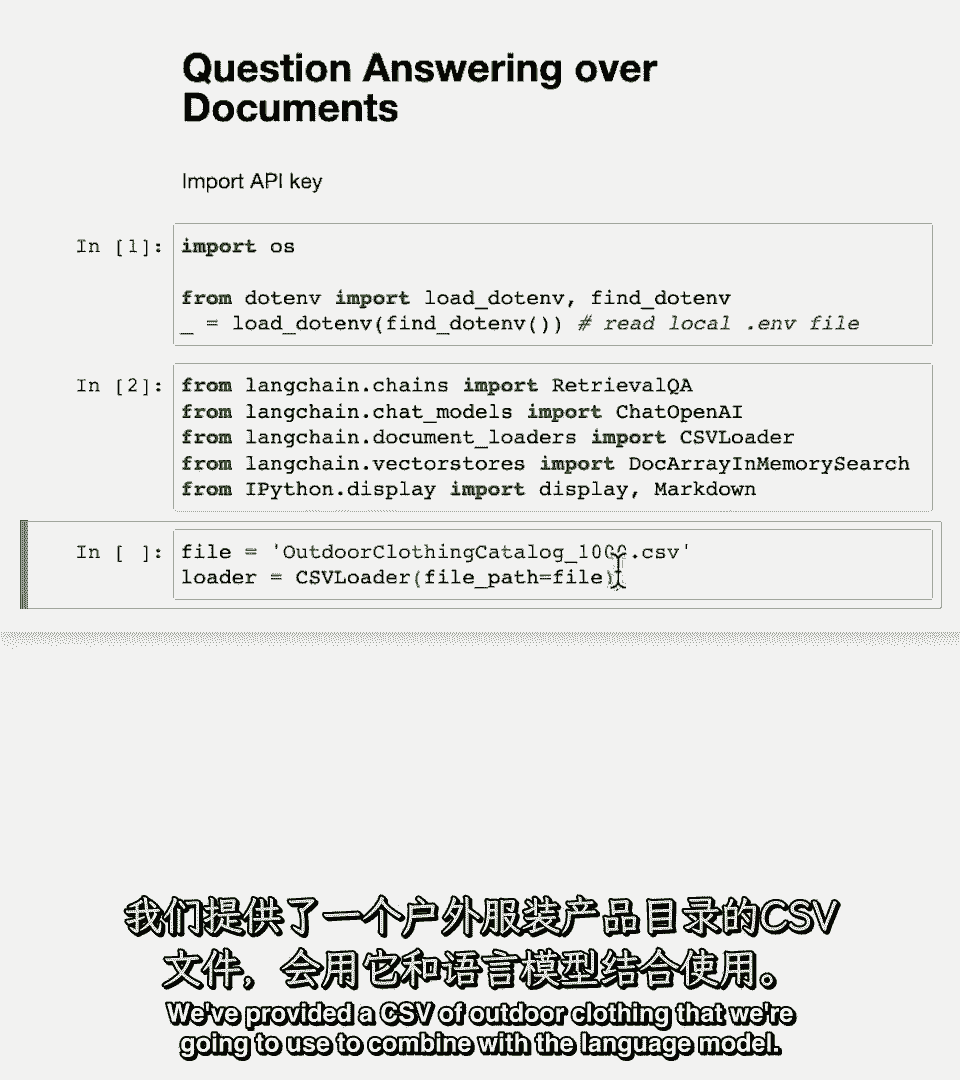 Question Answering over
Documents
Import API key
In [1]:
import os
from dotenv import load_dotenv, find_dotenv
_ = load_dotenv(find_dotenv()) # read local .env file
In [2]:
from langchain.chains import RetrievalQA
from langchain.chat_models import ChatOpenAI
from langchain.document_loaders import CSVLoader
from langchain.vectorstores import DocArrayInMemorySearch
from IPython.display import display, Markdown
In [ ]:
file = 'OutdoorClothingCatalog_1000.csv'
loader = CSVLoader(file_path=file)
我们提供了一个户外服装产品目录的CSV
文件，会用它和语言模型结合使用。
We've provided a CSV of outdoor clothing that we're
going to use to combine with the language model.